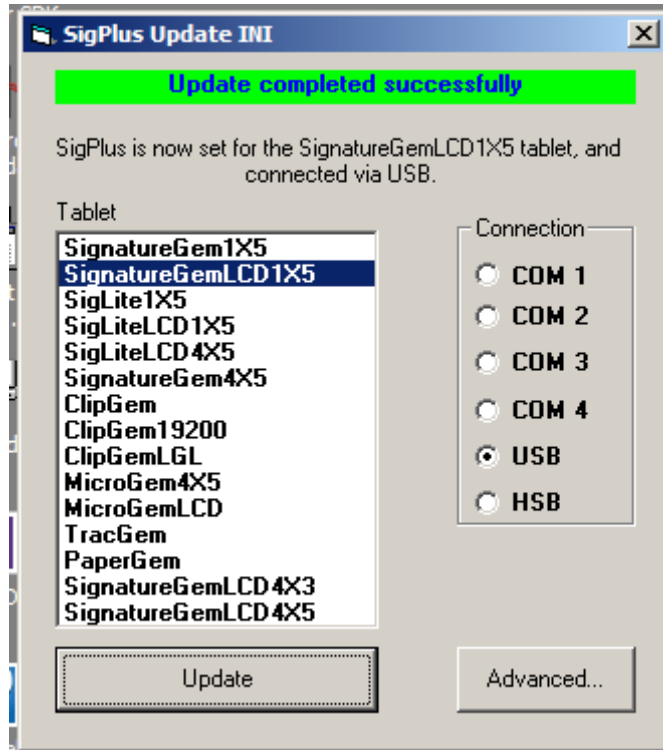 SigPlus Update INI
Update completed successfully
SigPlus is now set for the SignatureGemLCD1X5 tablet, and
connected via USB.
Tablet
SignatureGem1X5
SignatureGemLCD1X5
SigLite1X5
SigLiteLCD1X5
SigLiteLCD4X5
SignatureGem4X5
ClipGem
ClipGem19200
ClipGemLGL
MicroGem4X5
MicroGemLCD
TracGem
PaperGem
SignatureGemLCD4X3
SignatureGemLCD4X5
Connection
COM 1
COM 2
COM 3
COM 4
USB
HSB
Update
Advanced...